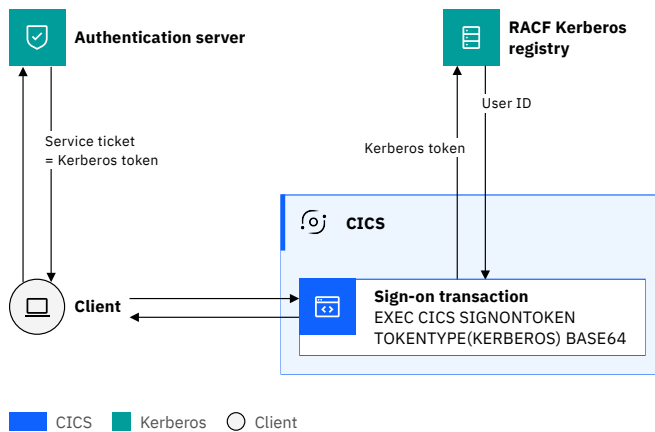 Authentication server
RACF Kerberos
registry
User ID
Service ticket
= Kerberos token
Kerberos token
CICS
Client
Sign-on transaction
EXEC CICS SIGNONTOKEN
TOKENTYPE(KERBEROS) BASE64
CICS
Kerberos
Client